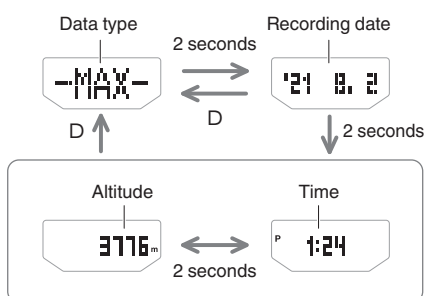 Data type
Recording date
2 seconds
-MAX-
'21 8. 2
D
D
2 seconds
Altitude
Time
3776m
P 1:24
2 seconds